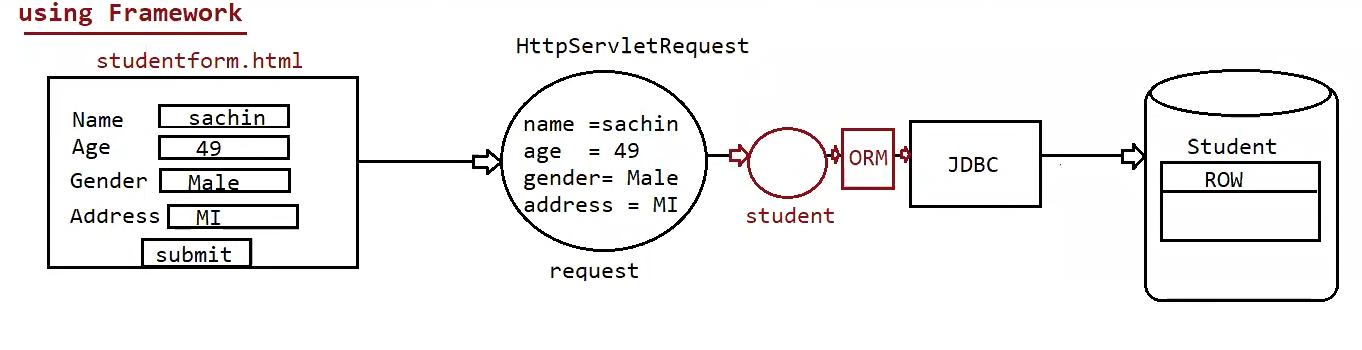 using Framework
studentform.html
Name sachin
Age 49
Gender Male
Address MI
submit
HttpServletRequest
name =sachin
age = 49
gender= Male
address = MI
request
student
ORM
JDBC
Student
ROW